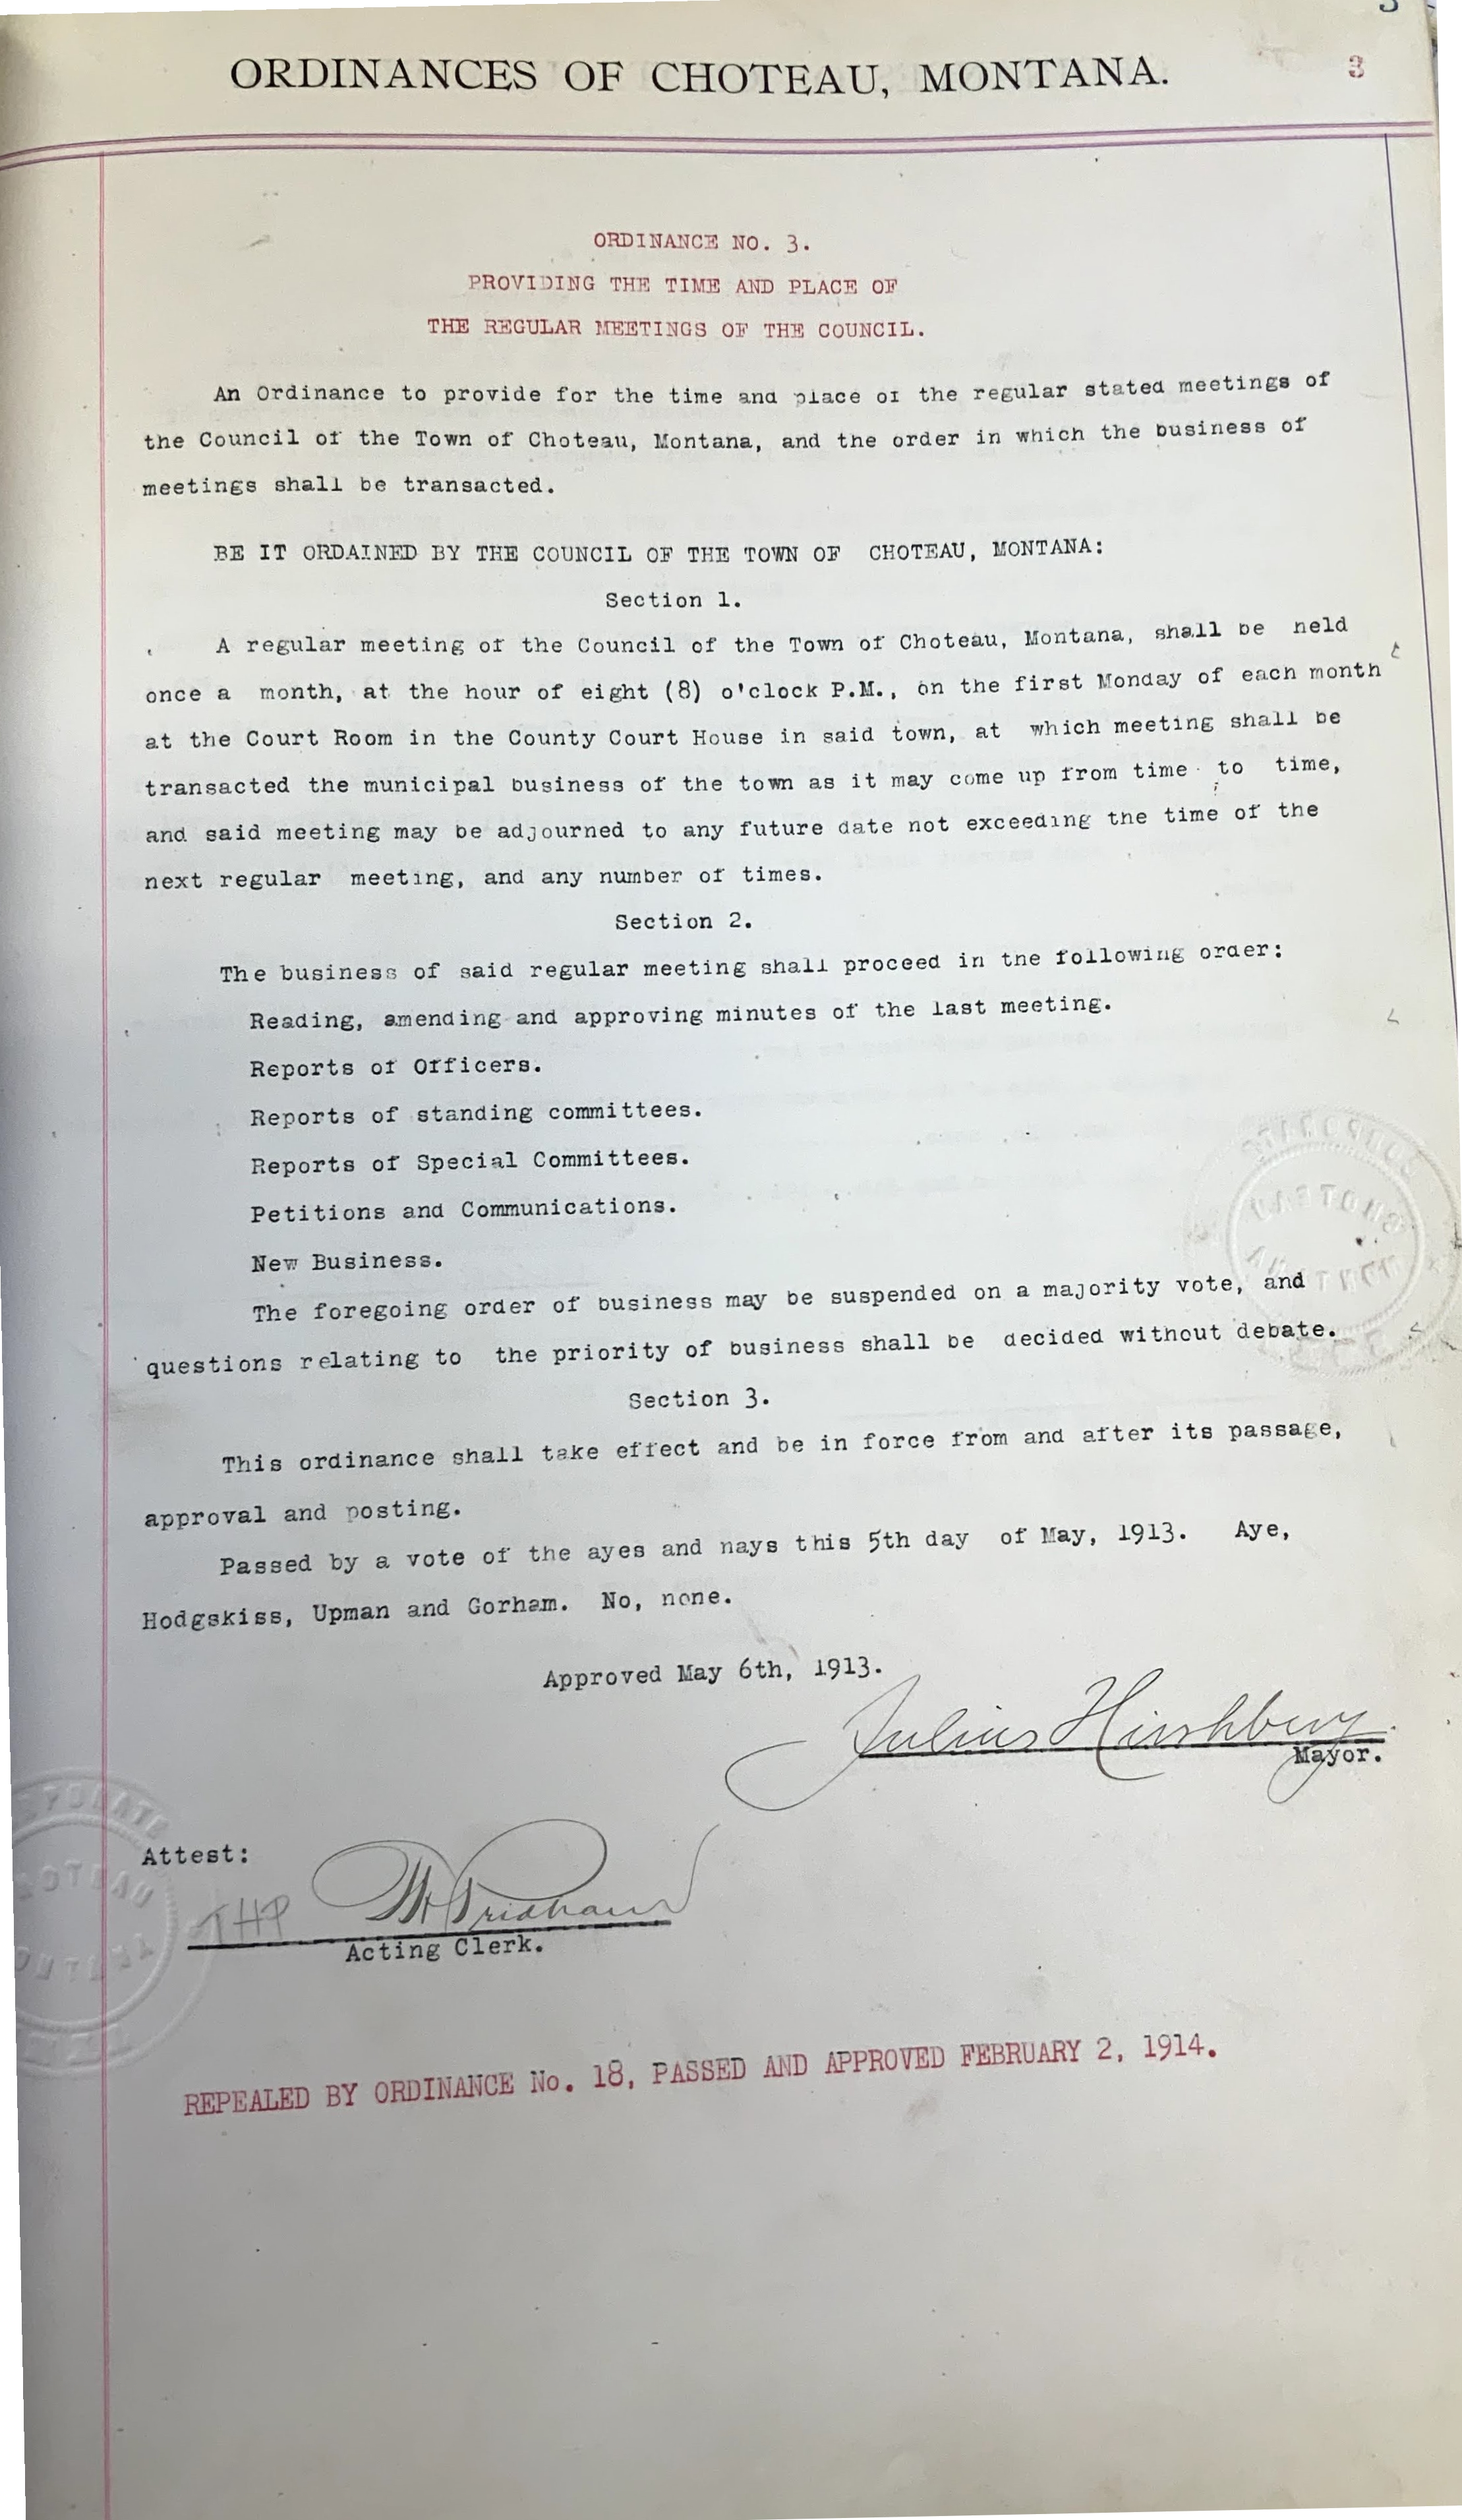 ORDINANCES OF CHOTEAU, MONTANA.
3
ORDINANCE NO. 3.
PROVIDING THE TIME AND PLACE OF
THE REGULAR MEETINGS OF THE COUNCIL.
An Ordinance to provide for the time and place of the regular stated meetings of
the Council of the Town of Choteau, Montana, and the order in which the business of
meetings shall be transacted.
BE IT ORDAINED BY THE COUNCIL OF THE TOWN OF CHOTEAU, MONTANA:
Section 1.
A regular meeting of the Council of the Town of Choteau, Montana, shall be held
once a month, at the hour of eight (8) o'clock P.M., on the first Monday of each month
at the Court Room in the County Court House in said town, at which meeting shall be
transacted the municipal business of the town as it may come up from time to time,
and said meeting may be adjourned to any future date not exceeding the time of the
next regular meeting, and any number of times.
Section 2.
The business of said regular meeting shall proceed in the following order:
Reading, amending and approving minutes of the last meeting.
Reports of Officers.
Reports of standing committees.
Reports of Special Committees.
Petitions and Communications.
New Business.
The foregoing order of business may be suspended on a majority vote, and
questions relating to the priority of business shall be decided without debate.
Section 3.
This ordinance shall take effect and be in force from and after its passage,
approval and posting.
Passed by a vote of the ayes and nays this 5th day of May, 1913. Aye,
Hodgskiss, Upman and Gorham. No, none.
Approved May 6th, 1913.
Julius Hirshberg
Mayor.
Attest:
THP Pridham
Acting Clerk.
REPEALED BY ORDINANCE No. 18, PASSED AND APPROVED FEBRUARY 2, 1914.